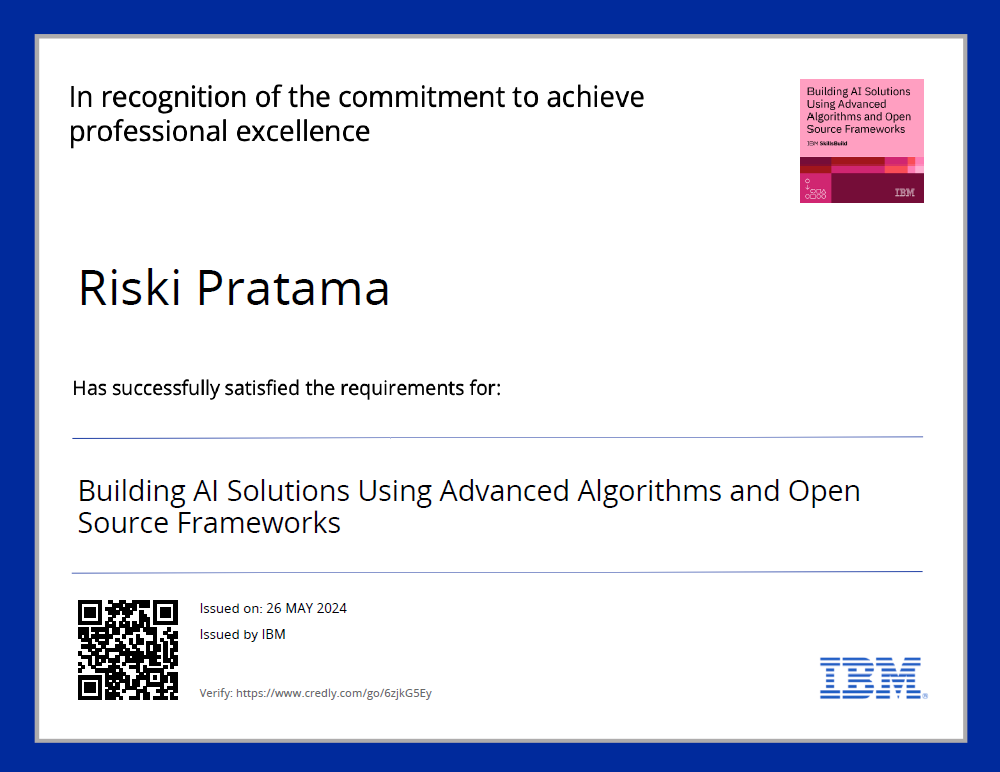 In recognition of the commitment to achieve
professional excellence
Building AI Solutions
Using Advanced
Algorithms and Open
Source Frameworks
IBM SkillsBuild
IBM
Riski Pratama
Has successfully satisfied the requirements for:
Building AI Solutions Using Advanced Algorithms and Open
Source Frameworks
Issued on: 26 MAY 2024
Issued by IBM
Verify: https://www.credly.com/go/6zjkG5Ey
IBM®